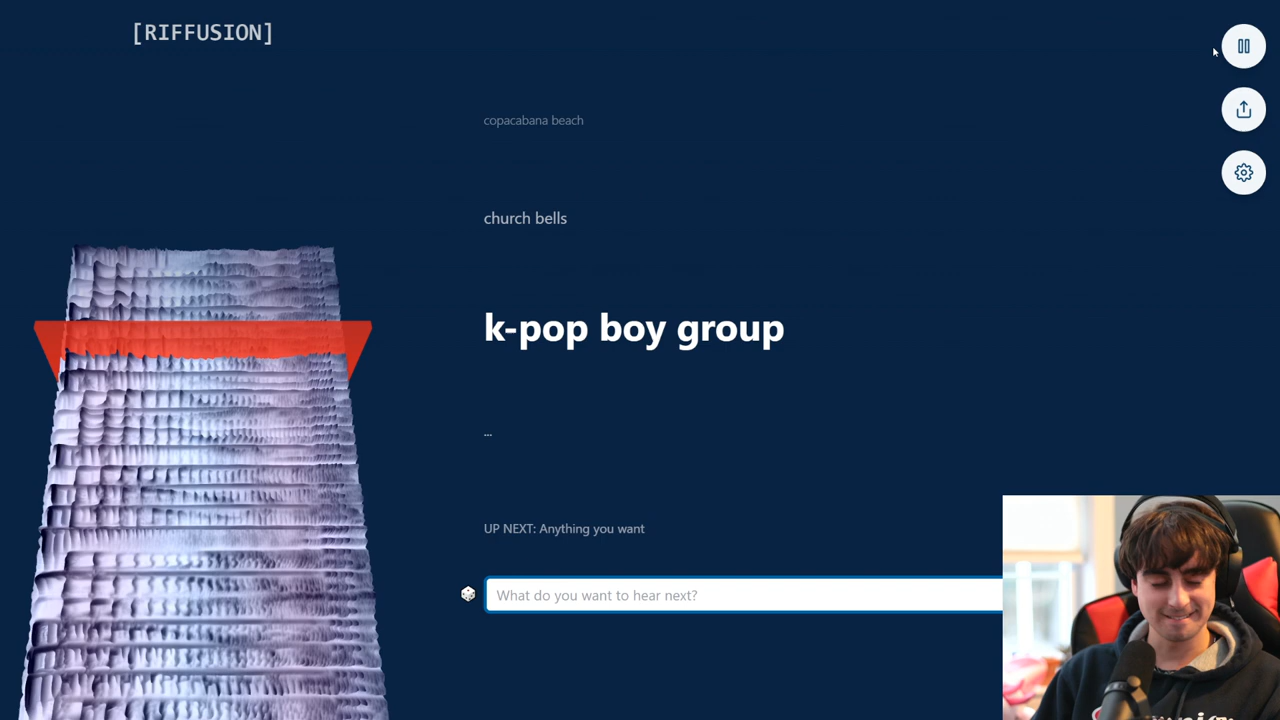 [RIFFUSION]
copacabana beach
church bells
k-pop boy group
...
UP NEXT: Anything you want
What do you want to hear next?